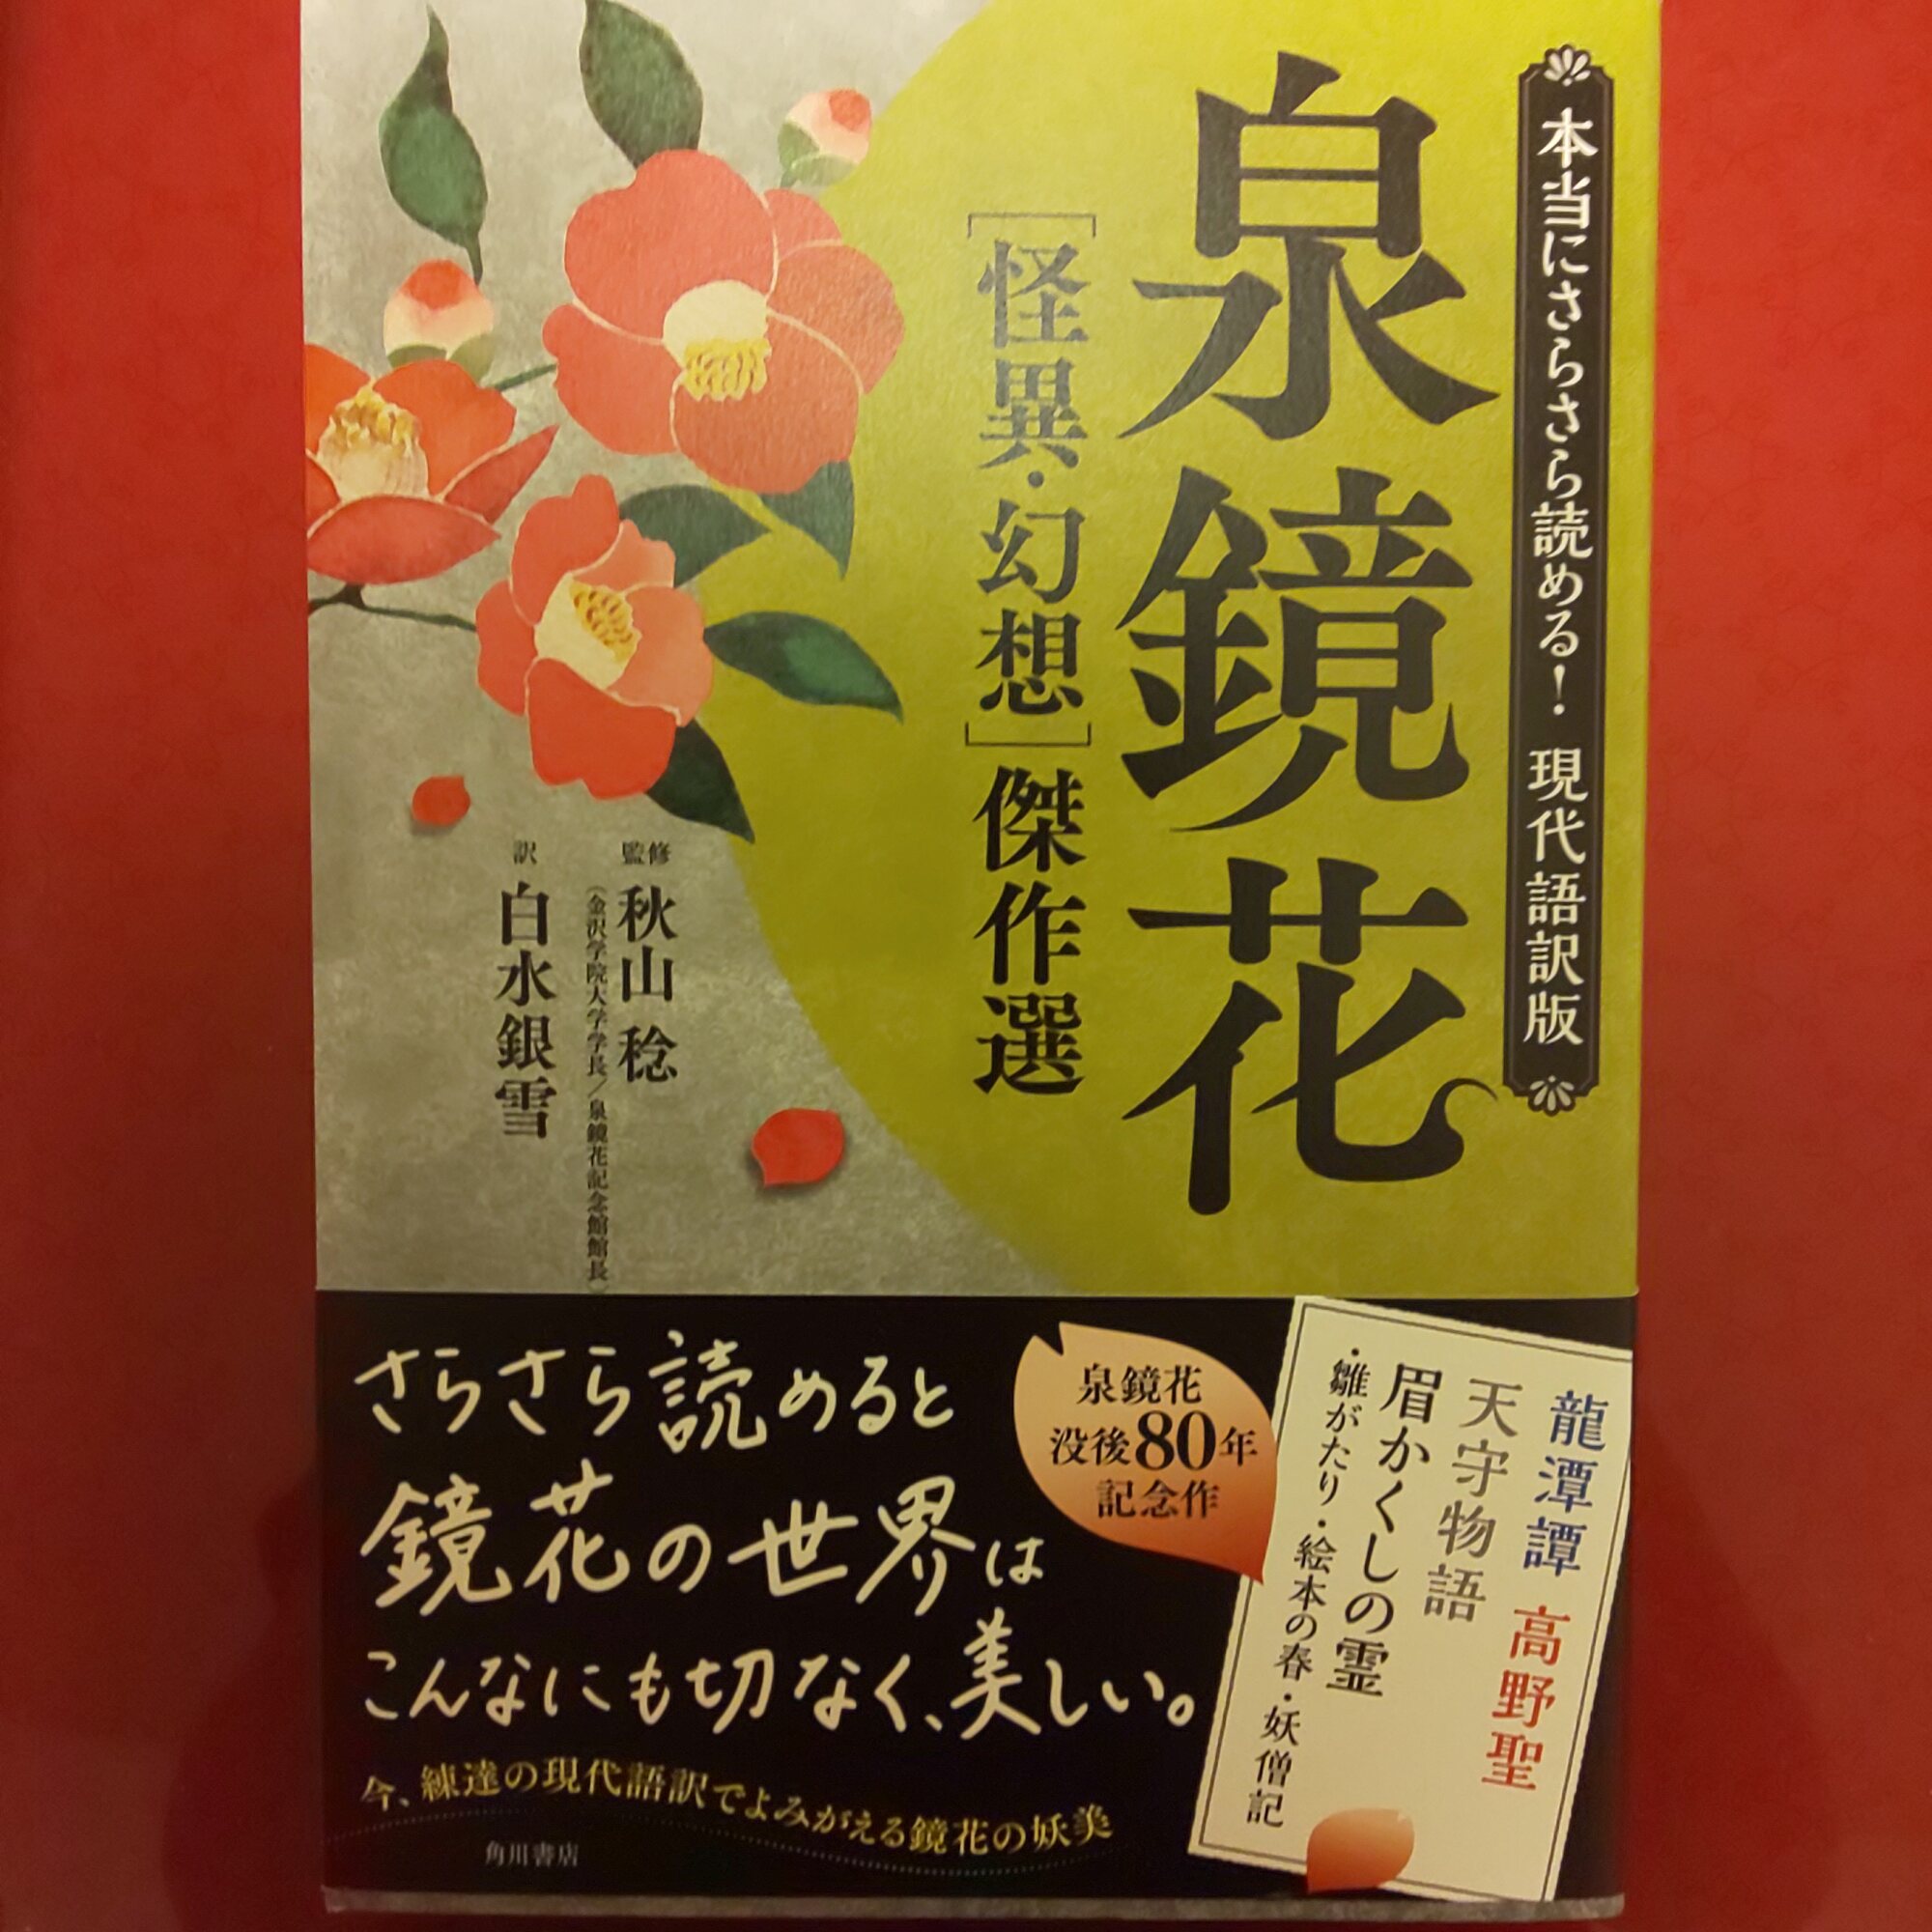 本当にさらさら読める！ 現代語訳版
泉鏡花
［怪異・幻想］傑作選
監修 秋山 稔
（金沢学院大学学長／泉鏡花記念館館長）
訳 白水銀雪
龍潭譚 高野聖
天守物語
眉かくしの霊
・雛がたり・絵本の春・妖僧記
泉鏡花
没後80年
記念作
さらさら読めると
鏡花の世界は
こんなにも切なく、美しい。
今、練達の現代語訳でよみがえる鏡花の妖美
角川書店